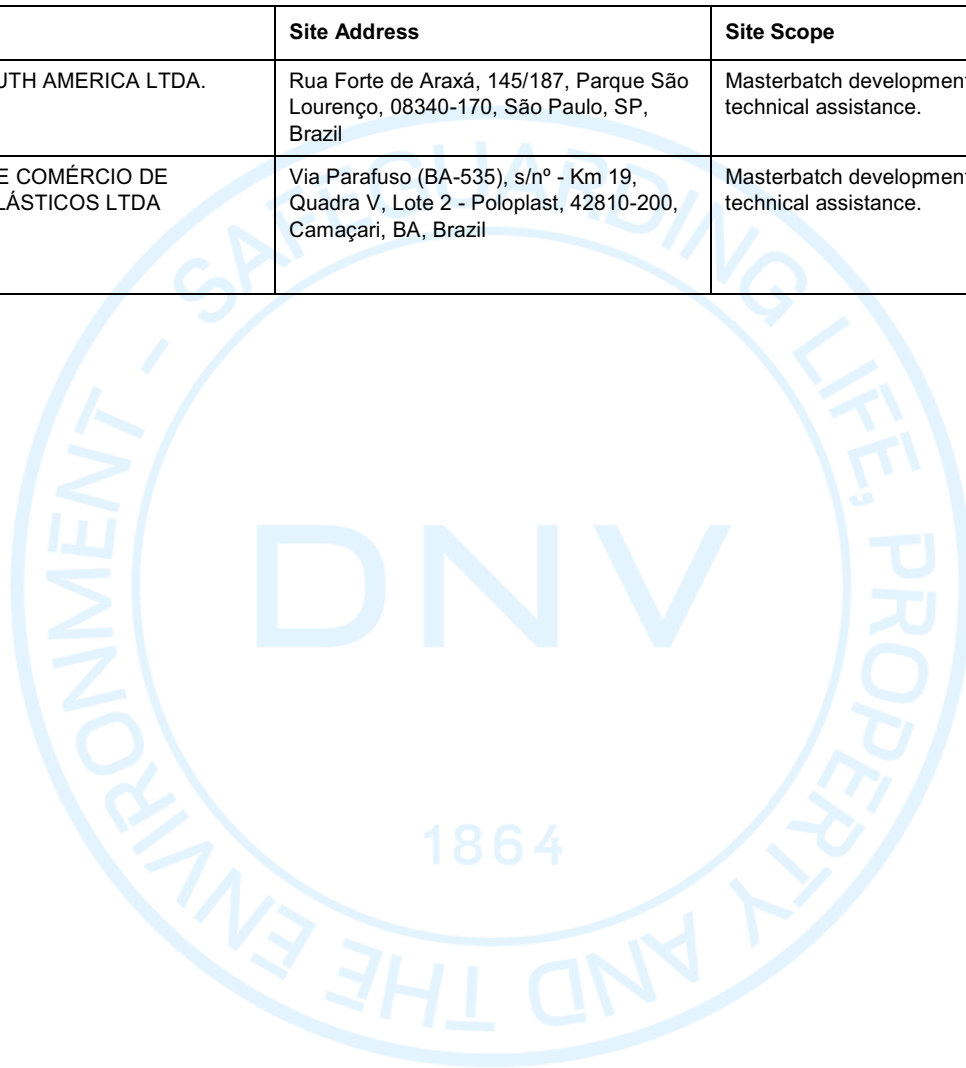 Site Address
Site Scope
UTH AMERICA LTDA.
Rua Forte de Araxá, 145/187, Parque São
Lourenço, 08340-170, São Paulo, SP,
Brazil
Masterbatch development
technical assistance.
E COMÉRCIO DE
LÁSTICOS LTDA
Via Parafuso (BA-535), s/nº - Km 19,
Quadra V, Lote 2 - Poloplast, 42810-200,
Camaçari, BA, Brazil
Masterbatch development
technical assistance.
SAFEGUARDING LIFE, PROPERTY AND THE ENVIRONMENT -
DNV
1864